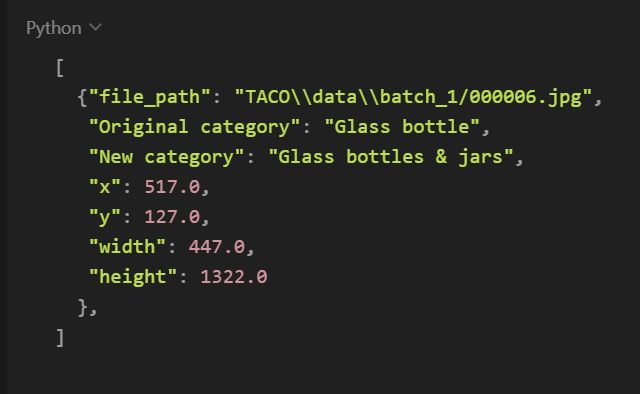 Python
[
{"file_path": "TACO\\data\\batch_1/000006.jpg",
"Original category": "Glass bottle",
"New category": "Glass bottles & jars",
"x": 517.0,
"y": 127.0,
"width": 447.0,
"height": 1322.0
},
]